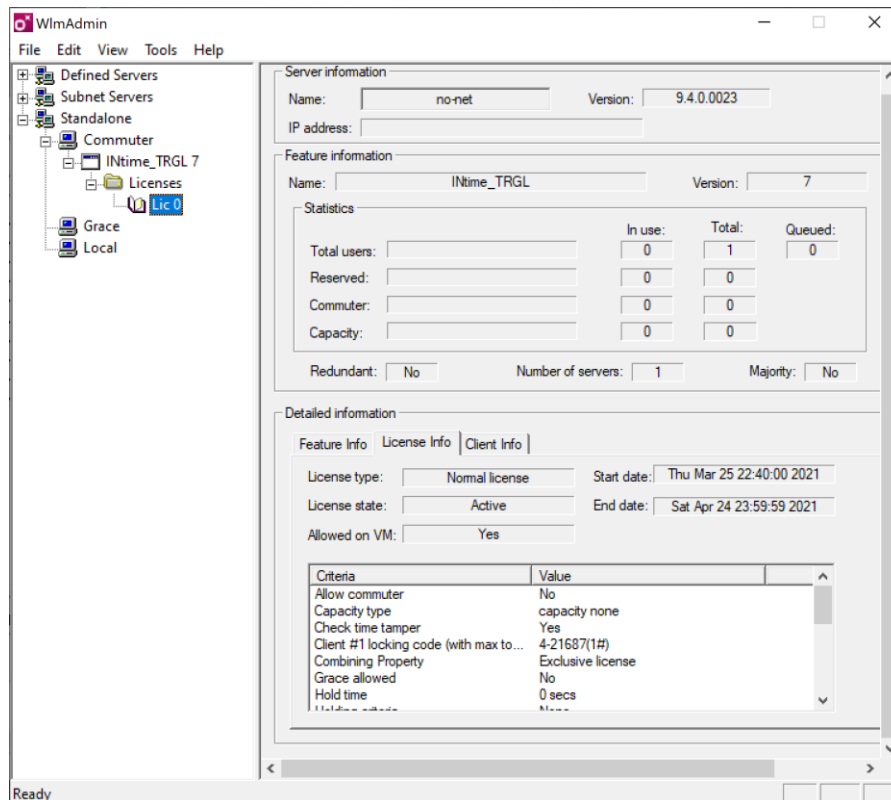 WlmAdmin
File Edit View Tools Help
Defined Servers
Subnet Servers
Standalone
Commuter
INtime_TRGL 7
Licenses
Lic 0
Grace
Local
Server information
Name: no-net Version: 9.4.0.0023
IP address:
Feature information
Name: INtime_TRGL Version: 7
Statistics
In use: Total: Queued:
Total users: 0 1 0
Reserved: 0 0
Commuter: 0 0
Capacity: 0 0
Redundant: No Number of servers: 1 Majority: No
Detailed information
Feature Info License Info Client Info
License type: Normal license Start date: Thu Mar 25 22:40:00 2021
License state: Active End date: Sat Apr 24 23:59:59 2021
Allowed on VM: Yes
Criteria Value
Allow commuter No
Capacity type capacity none
Check time tamper Yes
Client #1 locking code (with max to... 4-21687(1#)
Combining Property Exclusive license
Grace allowed No
Hold time 0 secs
Holding criteria None
Ready